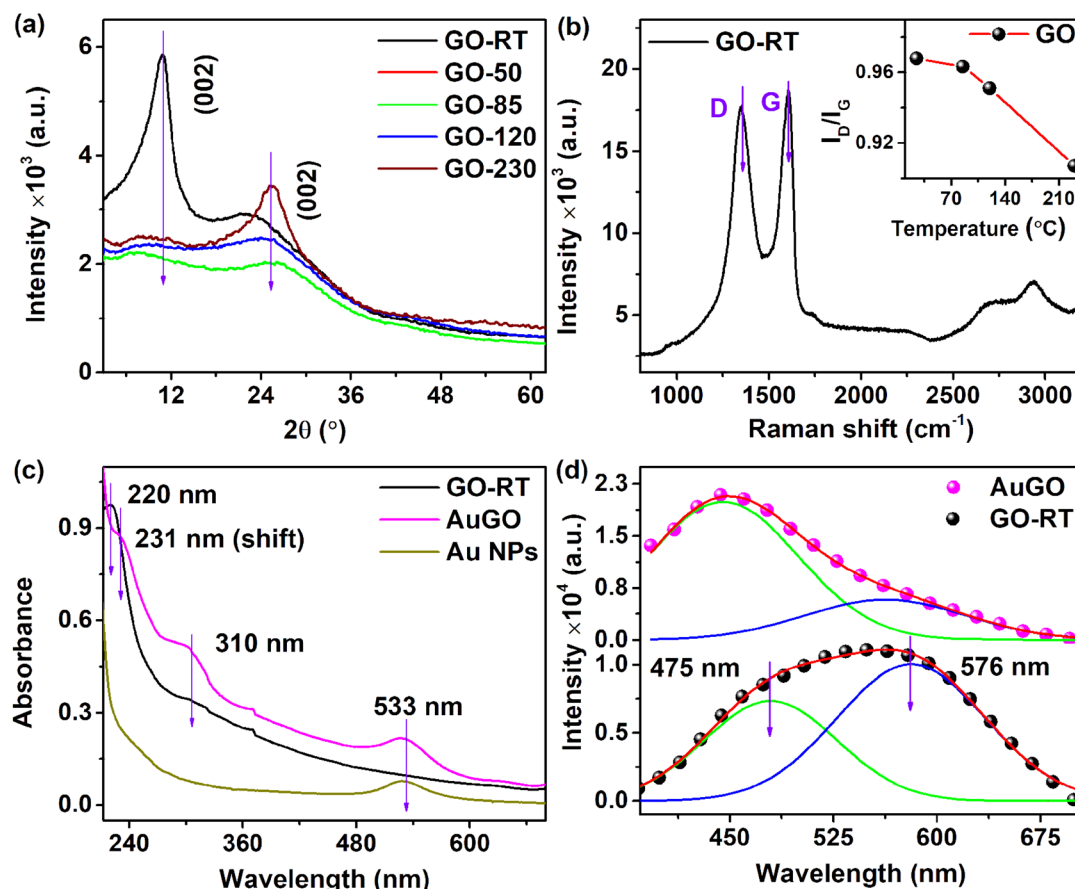 (a)
Intensity ×10³ (a.u.)
6
4
2
0
12
24
36
48
60
2θ (°)
(002)
(002)
GO-RT
GO-50
GO-85
GO-120
GO-230
(b)
Intensity ×10³ (a.u.)
20
15
10
5
1000
1500
2000
2500
3000
Raman shift (cm⁻¹)
GO-RT
D
G
GO
I_D/I_G
0.96
0.92
70
140
210
Temperature (°C)
(c)
Absorbance
0.9
0.6
0.3
0.0
240
360
480
600
Wavelength (nm)
220 nm
231 nm (shift)
310 nm
533 nm
GO-RT
AuGO
Au NPs
(d)
Intensity ×10⁴ (a.u.)
2.3
1.5
0.8
0.0
1.0
0.5
0.0
450
525
600
675
Wavelength (nm)
AuGO
GO-RT
475 nm
576 nm